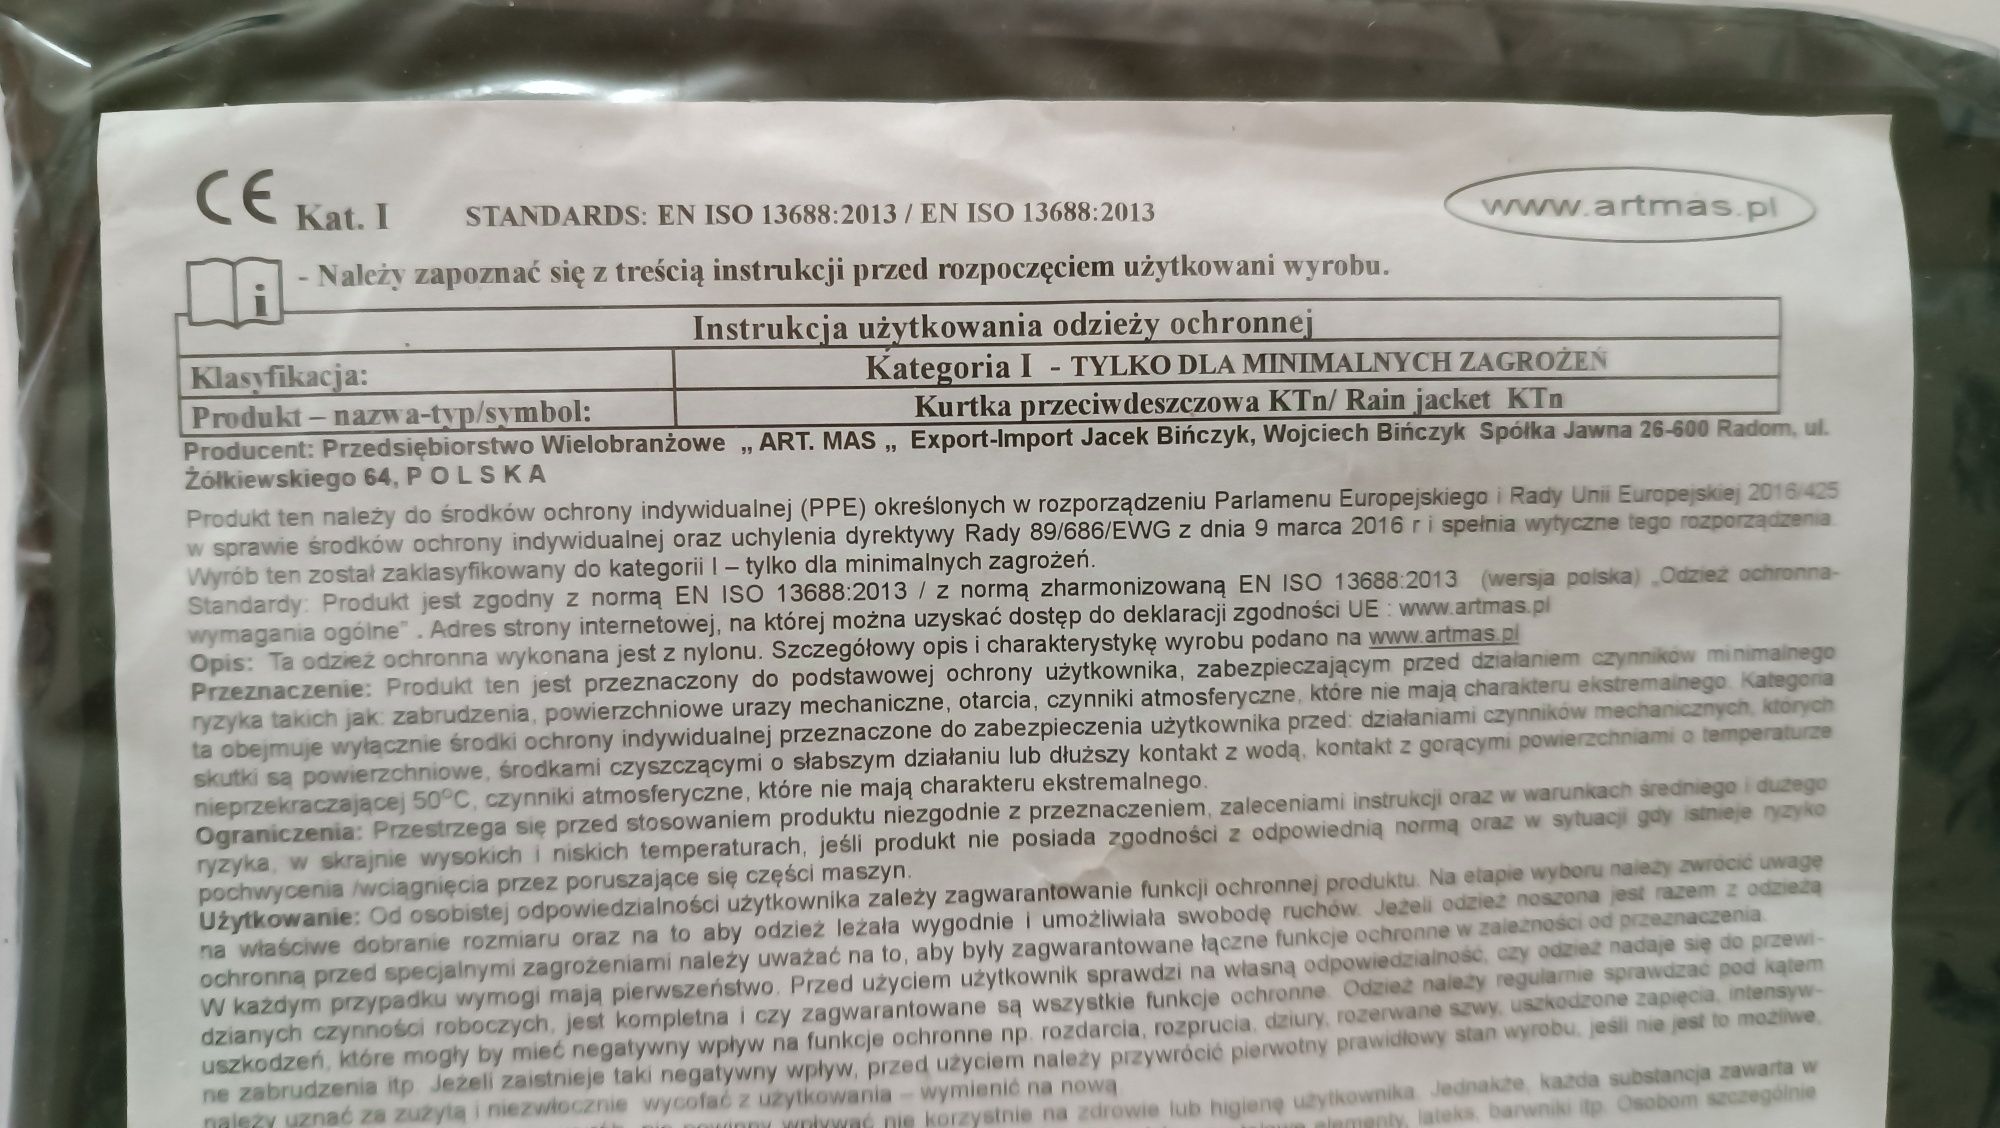 CE Kat. I STANDARDS: EN ISO 13688:2013 / EN ISO 13688:2013 www.artmas.pl
i - Należy zapoznać się z treścią instrukcji przed rozpoczęciem użytkowani wyrobu.
Instrukcja użytkowania odzieży ochronnej
Klasyfikacja: Kategoria I - TYLKO DLA MINIMALNYCH ZAGROŻEŃ
Produkt – nazwa-typ/symbol: Kurtka przeciwdeszczowa KTn/ Rain jacket KTn
Producent: Przedsiębiorstwo Wielobranżowe „ ART. MAS „ Export-Import Jacek Bińczyk, Wojciech Bińczyk Spółka Jawna 26-600 Radom, ul.
Żółkiewskiego 64, P O L S K A
Produkt ten należy do środków ochrony indywidualnej (PPE) określonych w rozporządzeniu Parlamenu Europejskiego i Rady Unii Europejskiej 2016/425
w sprawie środków ochrony indywidualnej oraz uchylenia dyrektywy Rady 89/686/EWG z dnia 9 marca 2016 r i spełnia wytyczne tego rozporządzenia.
Wyrób ten został zaklasyfikowany do kategorii I – tylko dla minimalnych zagrożeń.
Standardy: Produkt jest zgodny z normą EN ISO 13688:2013 / z normą zharmonizowaną EN ISO 13688:2013 (wersja polska) „Odzież ochronna-
wymagania ogólne” . Adres strony internetowej, na której można uzyskać dostęp do deklaracji zgodności UE : www.artmas.pl
Opis: Ta odzież ochronna wykonana jest z nylonu. Szczegółowy opis i charakterystykę wyrobu podano na www.artmas.pl
Przeznaczenie: Produkt ten jest przeznaczony do podstawowej ochrony użytkownika, zabezpieczającym przed działaniem czynników minimalnego
ryzyka takich jak: zabrudzenia, powierzchniowe urazy mechaniczne, otarcia, czynniki atmosferyczne, które nie mają charakteru ekstremalnego. Kategoria
ta obejmuje wyłącznie środki ochrony indywidualnej przeznaczone do zabezpieczenia użytkownika przed: działaniami czynników mechanicznych, których
skutki są powierzchniowe, środkami czyszczącymi o słabszym działaniu lub dłuższy kontakt z wodą, kontakt z gorącymi powierzchniami o temperaturze
nieprzekraczającej 50°C, czynniki atmosferyczne, które nie mają charakteru ekstremalnego.
Ograniczenia: Przestrzega się przed stosowaniem produktu niezgodnie z przeznaczeniem, zaleceniami instrukcji oraz w warunkach średniego i dużego
ryzyka, w skrajnie wysokich i niskich temperaturach, jeśli produkt nie posiada zgodności z odpowiednią normą oraz w sytuacji gdy istnieje ryzyko
pochwycenia /wciągnięcia przez poruszające się części maszyn.
Użytkowanie: Od osobistej odpowiedzialności użytkownika zależy zagwarantowanie funkcji ochronnej produktu. Na etapie wyboru należy zwrócić uwagę
na właściwe dobranie rozmiaru oraz na to aby odzież leżała wygodnie i umożliwiała swobodę ruchów. Jeżeli odzież noszona jest razem z odzieżą
ochronną przed specjalnymi zagrożeniami należy uważać na to, aby były zagwarantowane łączne funkcje ochronne w zależności od przeznaczenia.
W każdym przypadku wymogi mają pierwszeństwo. Przed użyciem użytkownik sprawdzi na własną odpowiedzialność, czy odzież nadaje się do przewi-
dzianych czynności roboczych, jest kompletna i czy zagwarantowane są wszystkie funkcje ochronne. Odzież należy regularnie sprawdzać pod kątem
uszkodzeń, które mogły by mieć negatywny wpływ na funkcje ochronne np. rozdarcia, rozprucia, dziury, rozerwane szwy, uszkodzone zapięcia, intensyw-
ne zabrudzenia itp. Jeżeli zaistnieje taki negatywny wpływ, przed użyciem należy przywrócić pierwotny prawidłowy stan wyrobu, jeśli nie jest to możliwe,
należy uznać za zużytą i niezwłocznie wycofać z użytkowania – wymienić na nową.
wpływać nie korzystnie na zdrowie lub higienę użytkownika. Jednakże, każda substancja zawarta w
elementy, lateks, barwniki itp. Osobom szczególnie